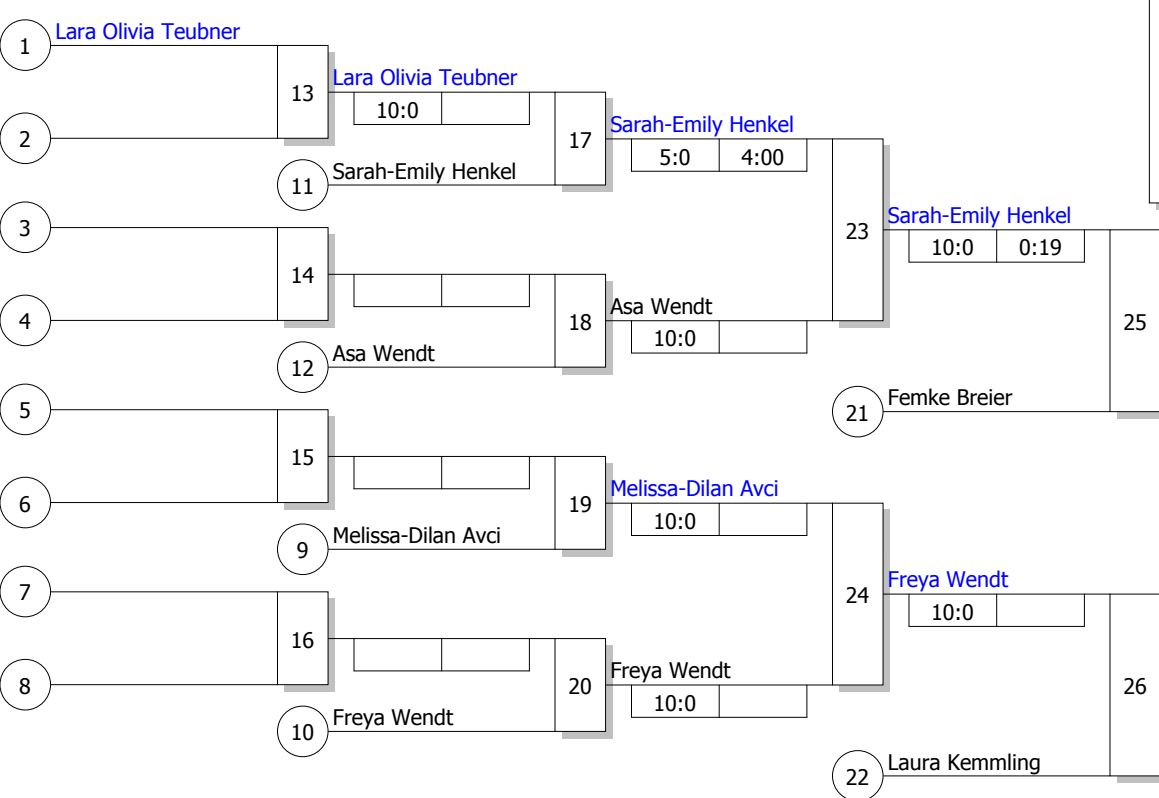 1
Lara Olivia Teubner
13
Lara Olivia Teubner
10:0
2
17
Sarah-Emily Henkel
5:0
4:00
11
Sarah-Emily Henkel
3
23
Sarah-Emily Henkel
10:0
0:19
14
4
18
Asa Wendt
10:0
25
12
Asa Wendt
5
21
Femke Breier
15
6
19
Melissa-Dilan Avci
10:0
9
Melissa-Dilan Avci
7
24
Freya Wendt
10:0
16
8
20
Freya Wendt
10:0
26
10
Freya Wendt
22
Laura Kemmling